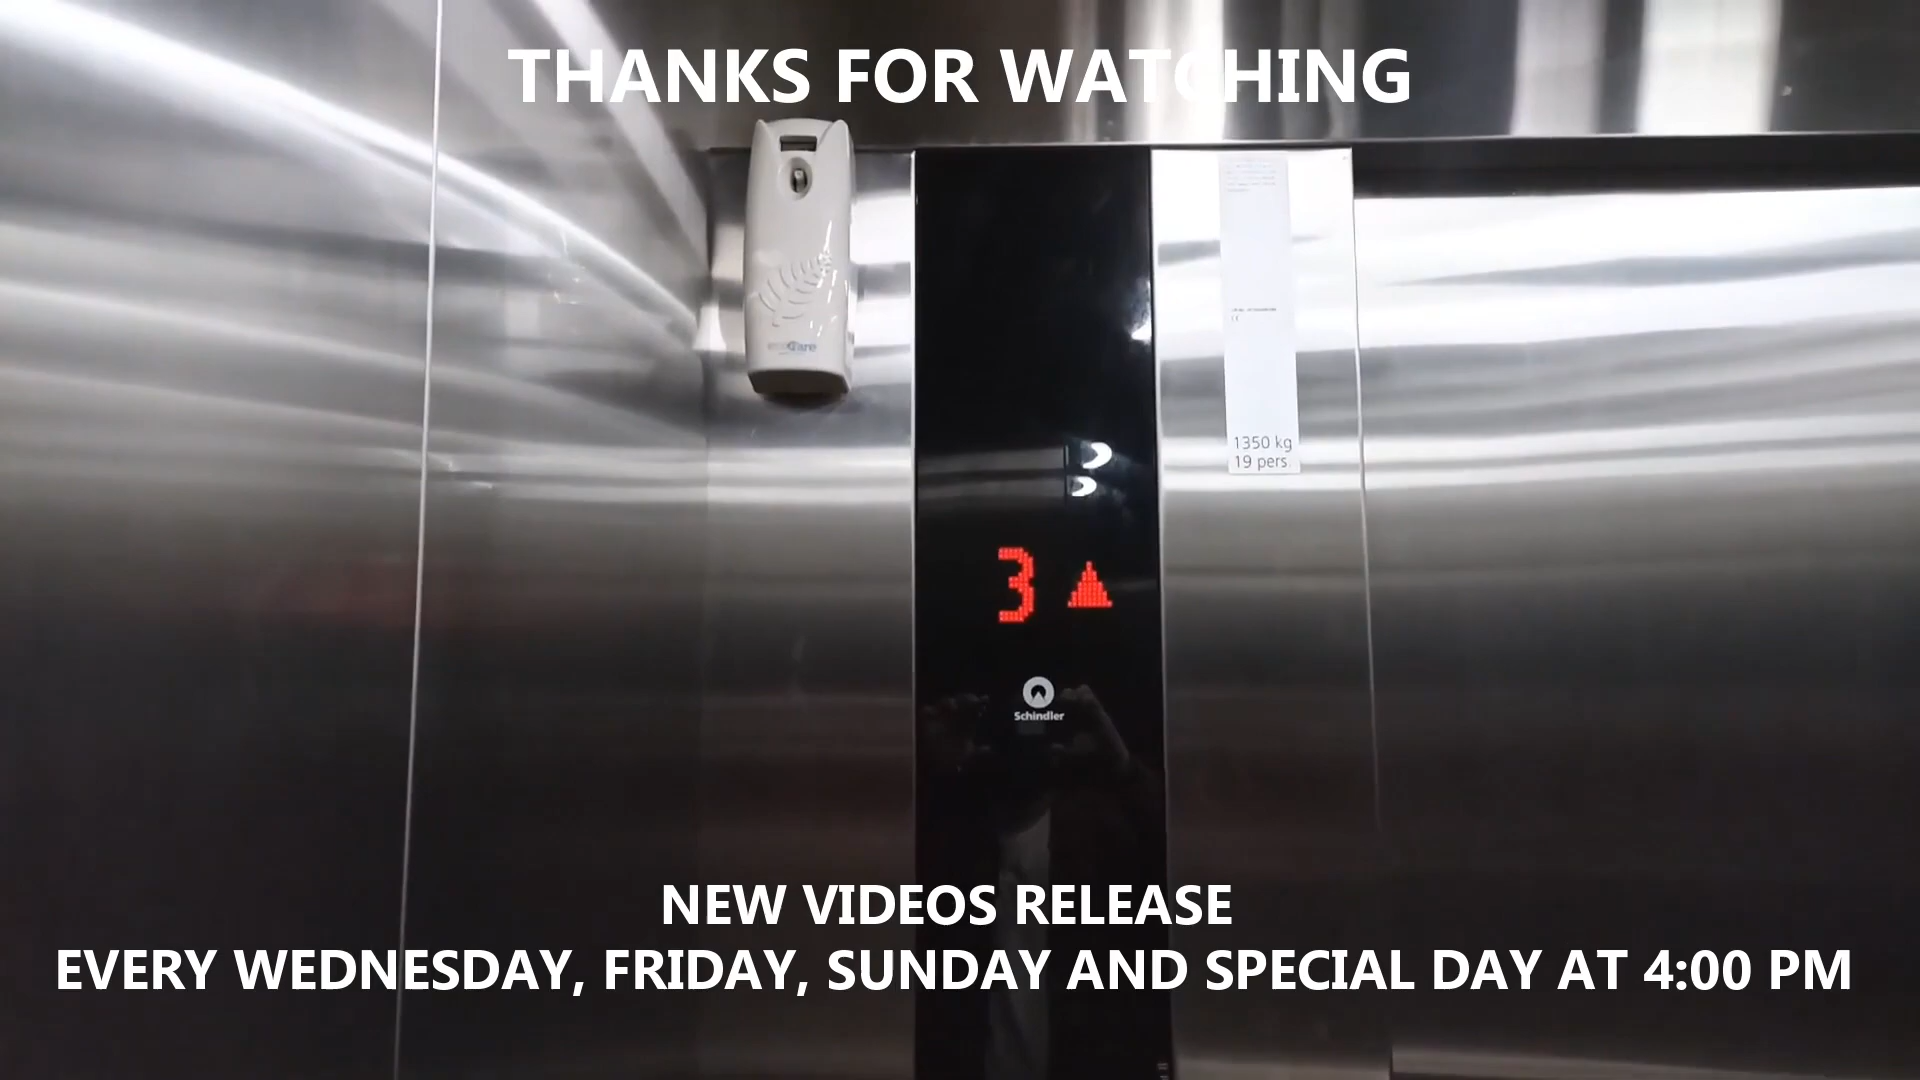 THANKS FOR WATCHING
1350 kg
19 pers.
3
Schindler
NEW VIDEOS RELEASE
EVERY WEDNESDAY, FRIDAY, SUNDAY AND SPECIAL DAY AT 4:00 PM